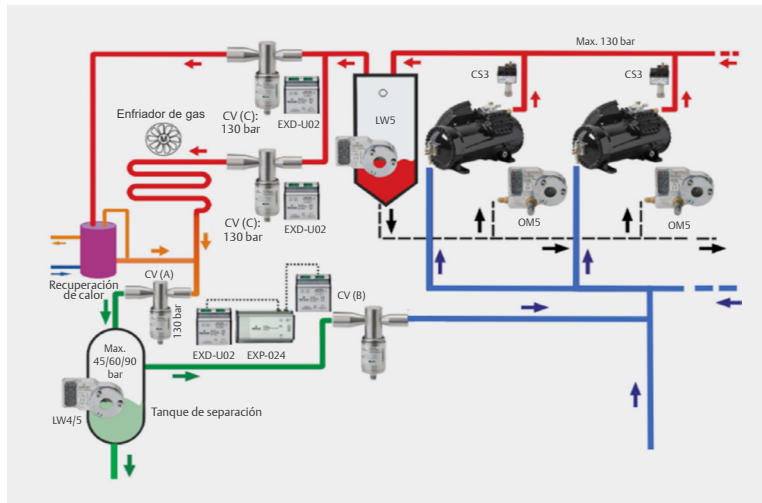 Max. 130 bar
CS3
CS3
CV (C):
130 bar
EXD-U02
LW5
Enfriador de gas
CV (C):
130 bar
EXD-U02
OM5
OM5
Recuperación
de calor
CV (A)
130 bar
CV (B)
EXD-U02
EXP-024
Max.
45/60/90
bar
LW4/5
Tanque de separación